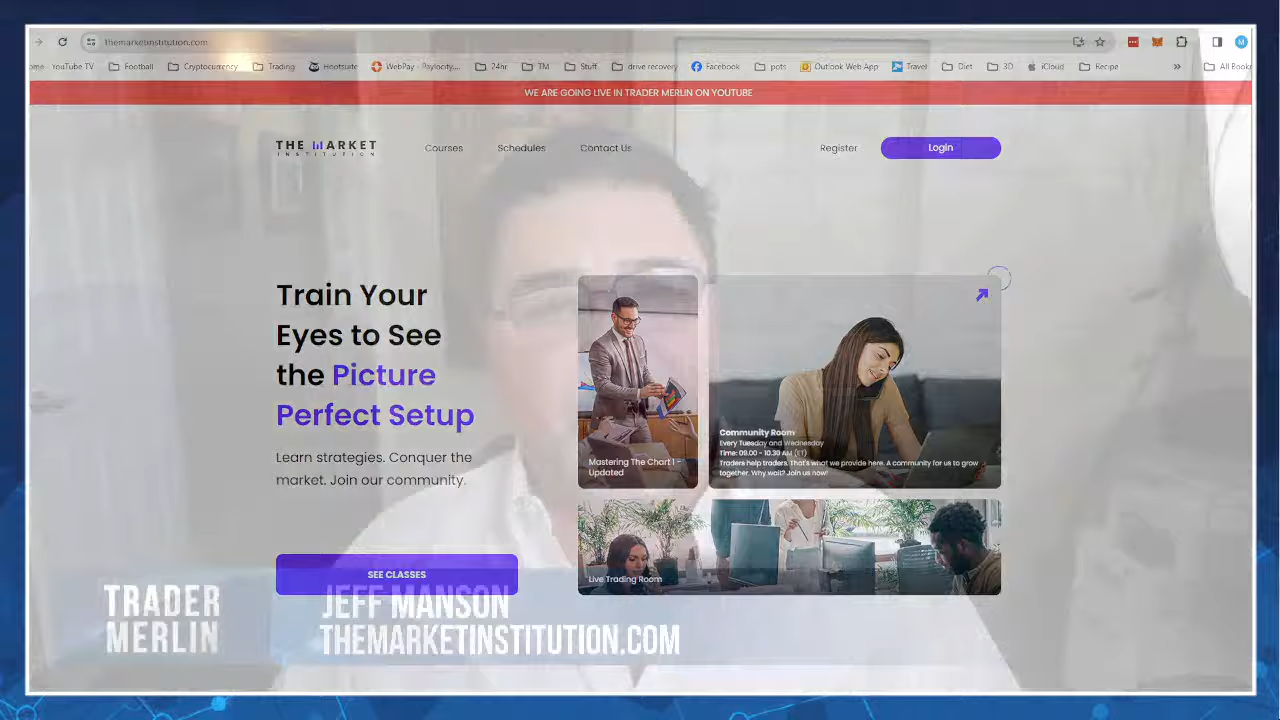 themarketinstitution.com
ome YouTube TV Football Cryptocurrency Trading Hootsuite WebPay - Paylocity,... 24hr TM Stuff drive recovery Facebook pots Outlook Web App Travel Diet 3D iCloud Recipe » All Book
WE ARE GOING LIVE IN TRADER MERLIN ON YOUTUBE
THE MARKET
INSTITUTION
Courses Schedules Contact Us Register Login
Train Your
Eyes to See
the Picture
Perfect Setup
Learn strategies. Conquer the
market. Join our community.
SEE CLASSES
Mastering The Chart 1 -
Updated
Community Room
Every Tuesday and Wednesday
Time: 09.00 - 10.30 AM (ET)
Traders help traders. That's what we provide here. A community for us to grow
together. Why wait? Join us now!
Live Trading Room
TRADER
MERLIN
JEFF MANSON
THEMARKETINSTITUTION.COM
M